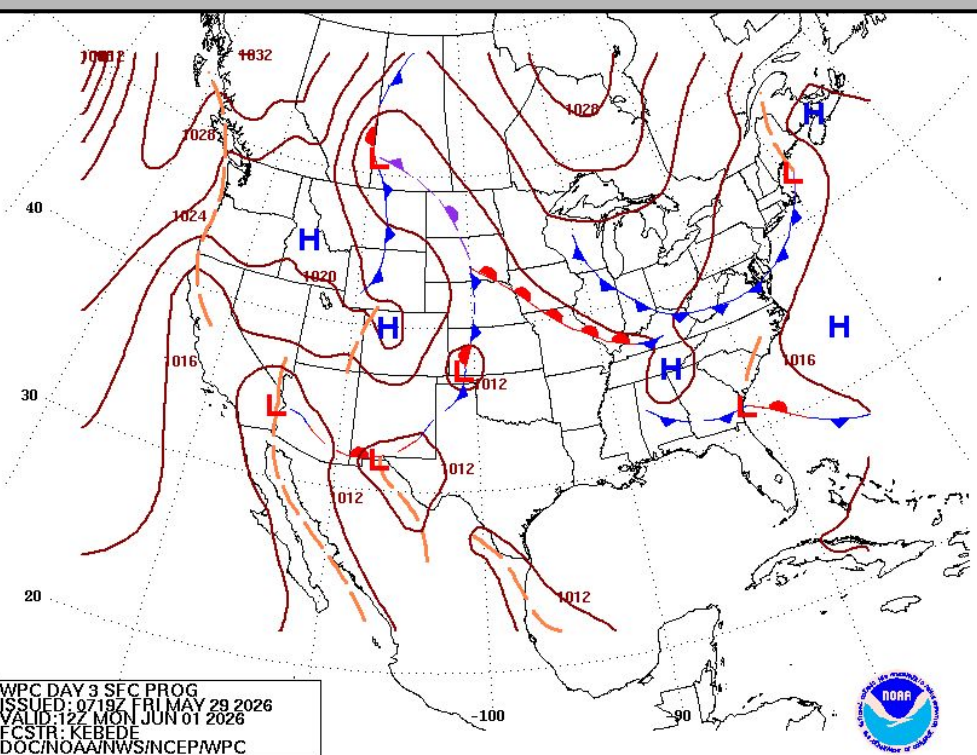 1032
1028
1028
40
1024
1020
1016
1016
30
1012
1012
1012
20
1012
-100
-90
H
L
L
H
H
H
H
L
L
L
L
WPC DAY 3 SFC PROG
ISSUED: 0719Z FRI MAY 29 2026
VALID: 12Z MON JUN 01 2026
FCSTR: KEBEDE
DOC/NOAA/NWS/NCEP/WPC
NOAA